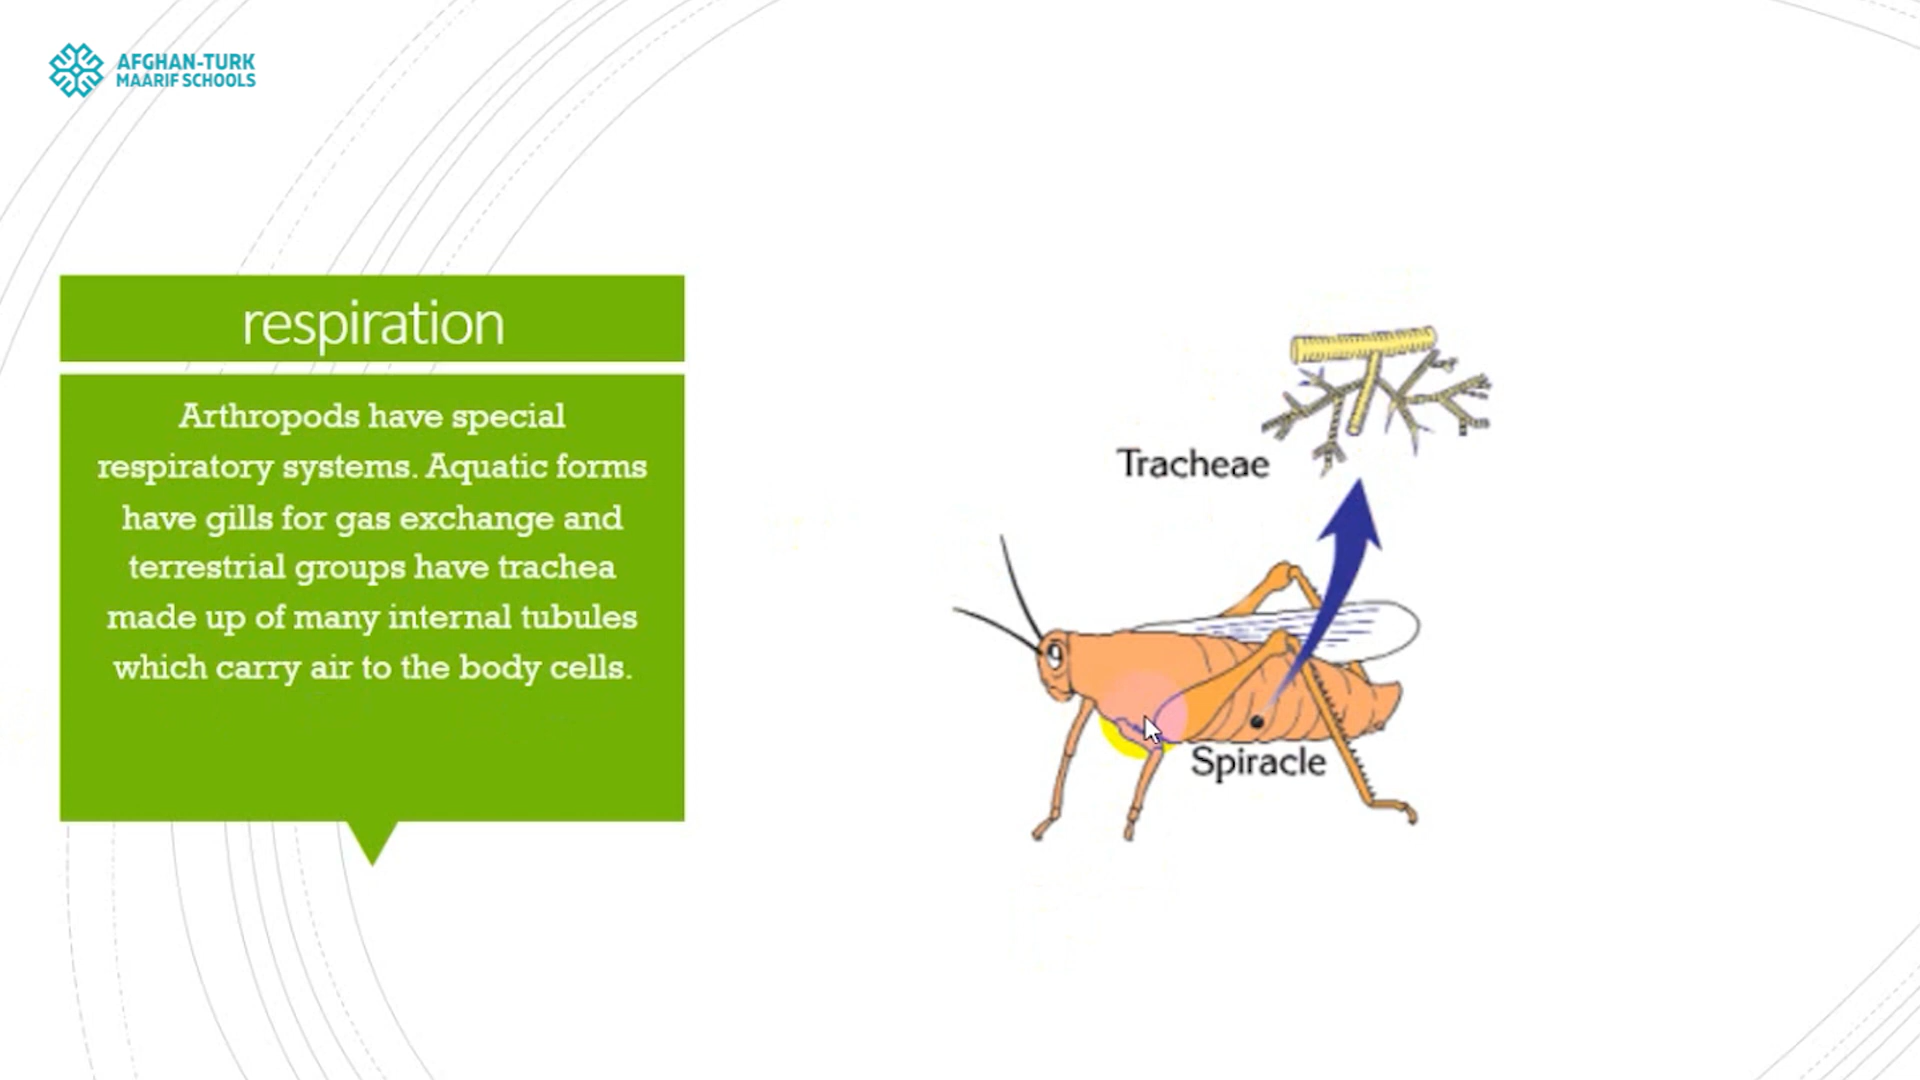 AFGHAN-TURK
MAARIF SCHOOLS
respiration
Arthropods have special
respiratory systems. Aquatic forms
have gills for gas exchange and
terrestrial groups have trachea
made up of many internal tubules
which carry air to the body cells.
Tracheae
Spiracle